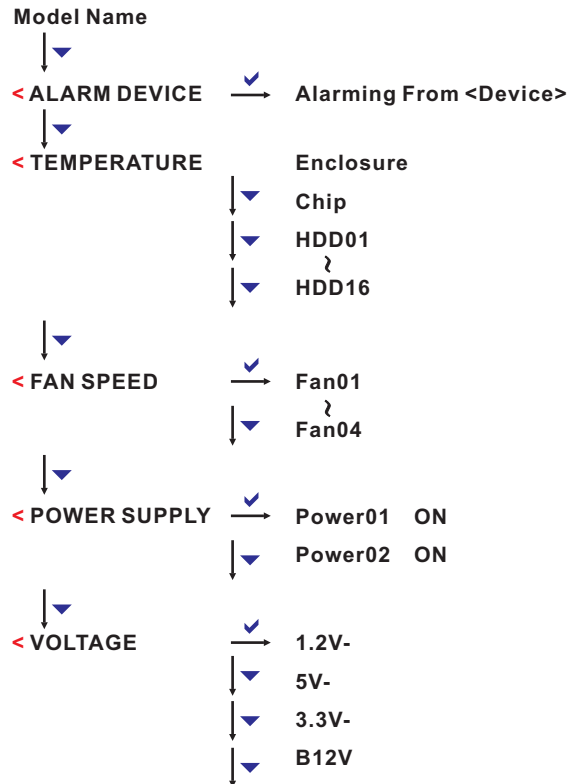 Model Name
< ALARM DEVICE Alarming From <Device>
< TEMPERATURE Enclosure
Chip
HDD01
~
HDD16
< FAN SPEED Fan01
~
Fan04
< POWER SUPPLY Power01 ON
Power02 ON
< VOLTAGE 1.2V-
5V-
3.3V-
B12V